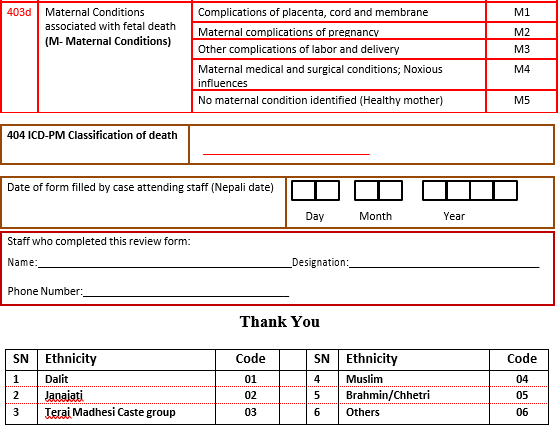 403d Maternal Conditions associated with fetal death (M- Maternal Conditions)
Complications of placenta, cord and membrane M1
Maternal complications of pregnancy M2
Other complications of labor and delivery M3
Maternal medical and surgical conditions; Noxious influences M4
No maternal condition identified (Healthy mother) M5
404 ICD-PM Classification of death
Date of form filled by case attending staff (Nepali date)
Day Month Year
Staff who completed this review form:
Name: Designation:
Phone Number:
Thank You
SN Ethnicity Code SN Ethnicity Code
1 Dalit 01 4 Muslim 04
2 Janajati 02 5 Brahmin/Chhetri 05
3 Terai Madhesi Caste group 03 6 Others 06